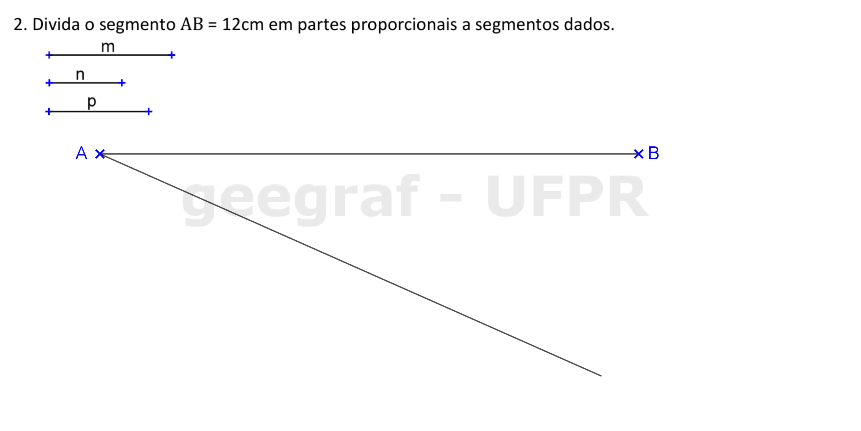 2. Divida o segmento AB = 12cm em partes proporcionais a segmentos dados.
m
n
p
A B
geegraf - UFPR